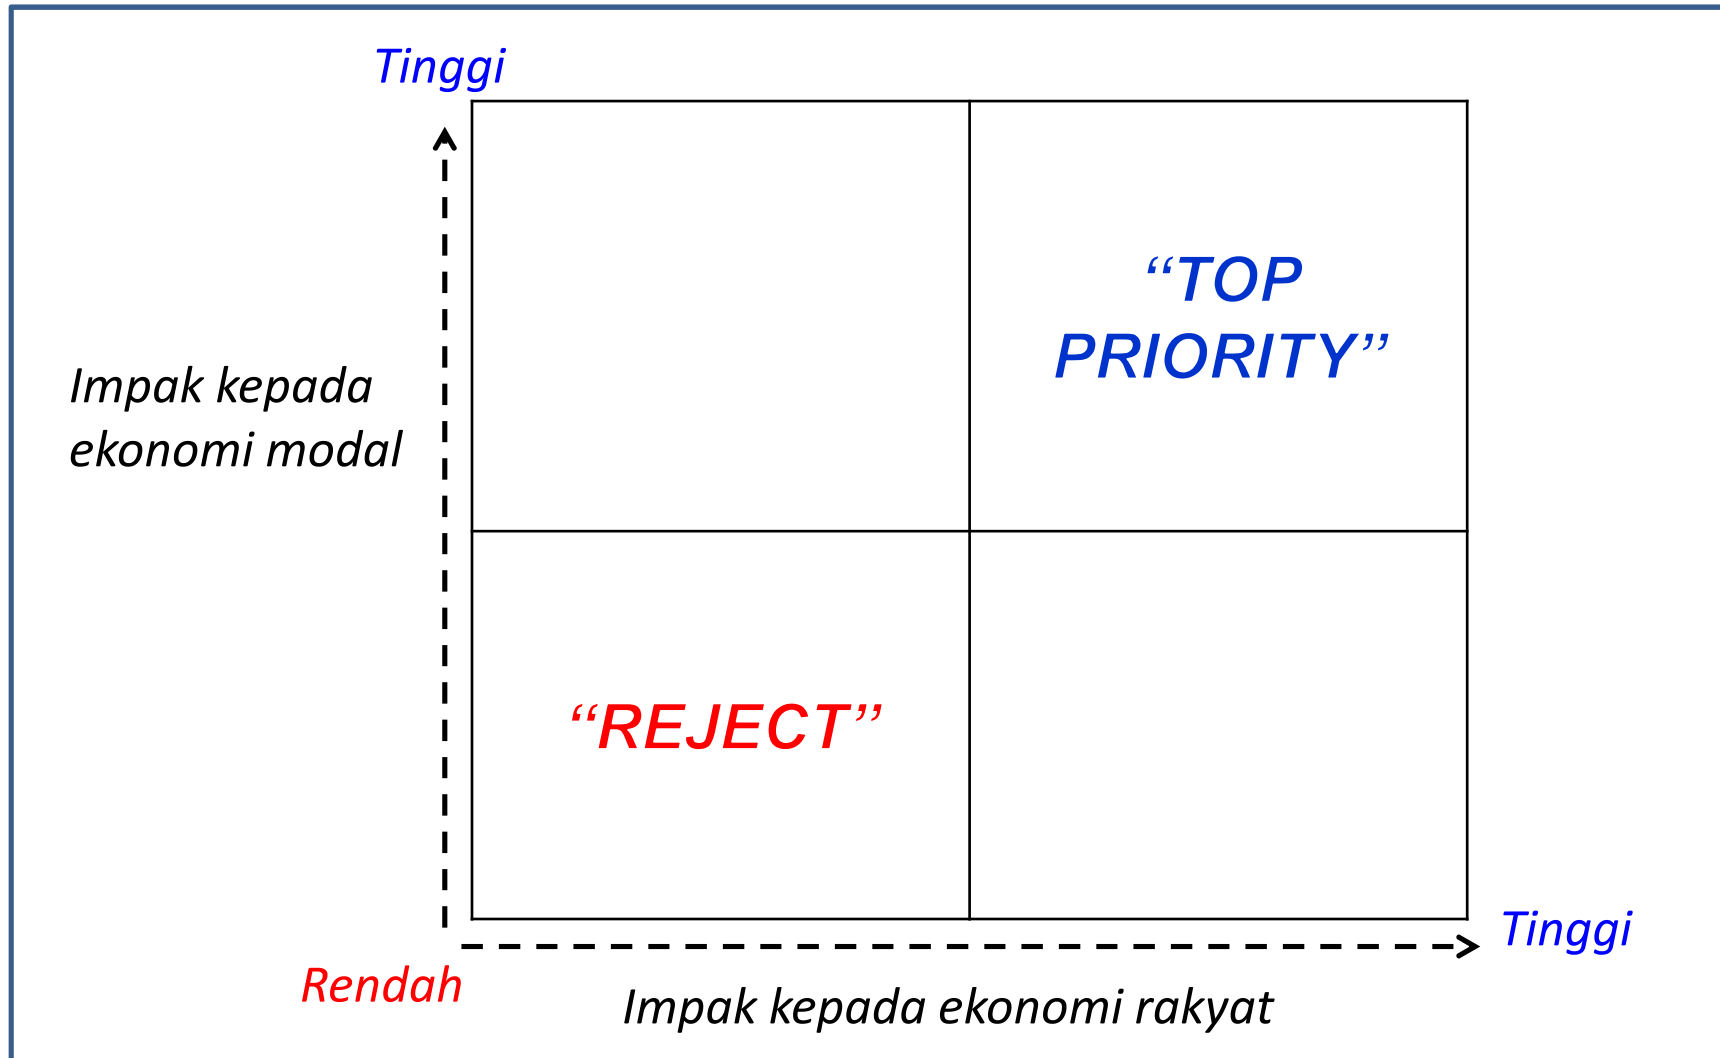 Tinggi
“TOP
PRIORITY”
Impak kepada
ekonomi modal
“REJECT”
Tinggi
Rendah
Impak kepada ekonomi rakyat